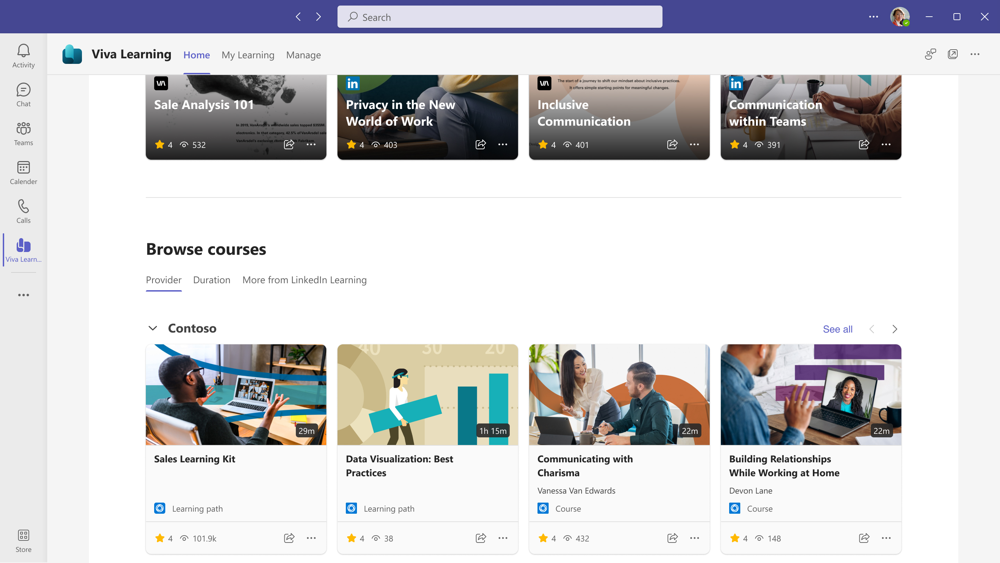 Search
Viva Learning
Home
My Learning
Manage
Activity
Chat
Teams
Calender
Calls
Viva Learn...
Store
VA
Sale Analysis 101
In 2019, VanArsdel's worldwide sales topped $355M.
electronics. In that category, 42.5% of VanArsdel sale
VanArsdel's exclusive contr th Fabrikam
4
532
in
Privacy in the New
World of Work
4
403
VA
The start of a journey to shift our mindset about inclusive practices.
It offers simple starting points for meaningful changes.
Inclusive
Communication
Desig
4
401
in
Communication
within Teams
4
391
Browse courses
Provider
Duration
More from LinkedIn Learning
Contoso
See all
29m
Sales Learning Kit
Learning path
4
101.9k
40
30
20
1h 15m
Data Visualization: Best
Practices
Learning path
4
38
22m
Communicating with
Charisma
Vanessa Van Edwards
Course
4
432
22m
Building Relationships
While Working at Home
Devon Lane
Course
4
148